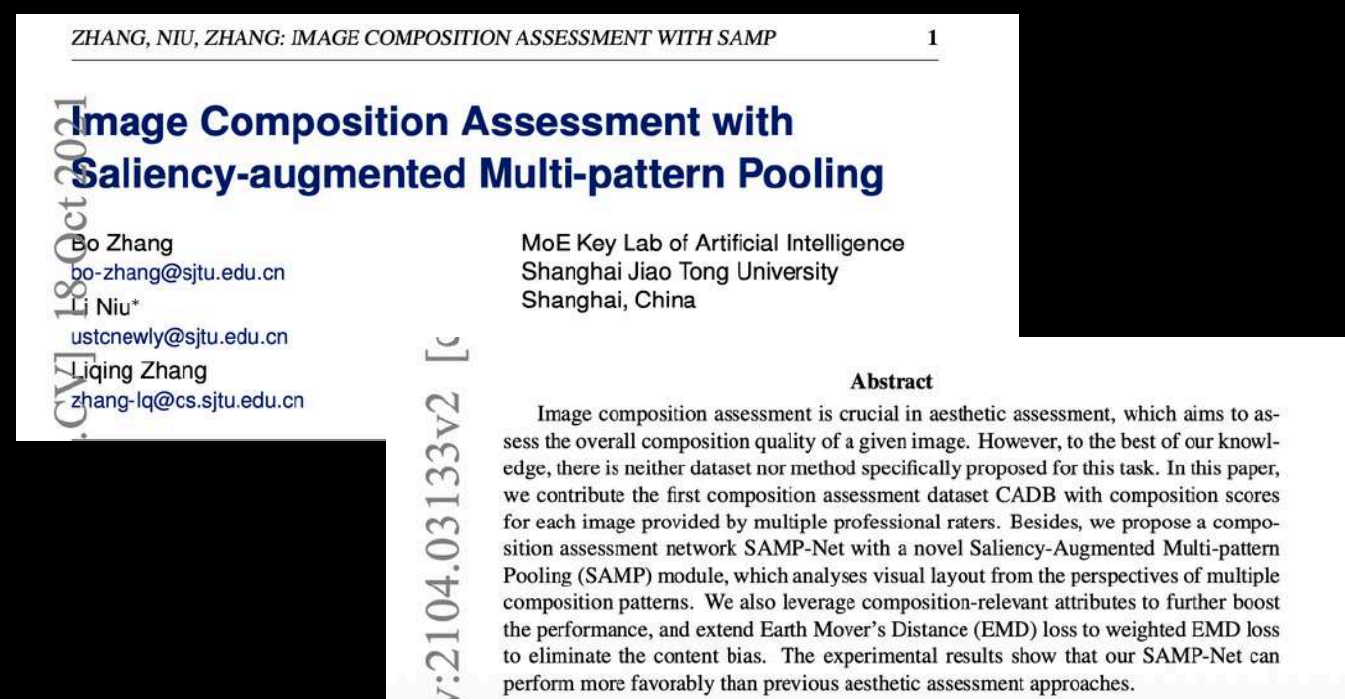 ZHANG, NIU, ZHANG: IMAGE COMPOSITION ASSESSMENT WITH SAMP 1
Image Composition Assessment with
Saliency-augmented Multi-pattern Pooling
Bo Zhang
bo-zhang@sjtu.edu.cn
Li Niu*
ustcnewly@sjtu.edu.cn
Liqing Zhang
zhang-lq@cs.sjtu.edu.cn
MoE Key Lab of Artificial Intelligence
Shanghai Jiao Tong University
Shanghai, China
.CV] 18 Oct 2021
:2104.03133v2 [c
Abstract
Image composition assessment is crucial in aesthetic assessment, which aims to as-
sess the overall composition quality of a given image. However, to the best of our knowl-
edge, there is neither dataset nor method specifically proposed for this task. In this paper,
we contribute the first composition assessment dataset CADB with composition scores
for each image provided by multiple professional raters. Besides, we propose a compo-
sition assessment network SAMP-Net with a novel Saliency-Augmented Multi-pattern
Pooling (SAMP) module, which analyses visual layout from the perspectives of multiple
composition patterns. We also leverage composition-relevant attributes to further boost
the performance, and extend Earth Mover's Distance (EMD) loss to weighted EMD loss
to eliminate the content bias. The experimental results show that our SAMP-Net can
perform more favorably than previous aesthetic assessment approaches.